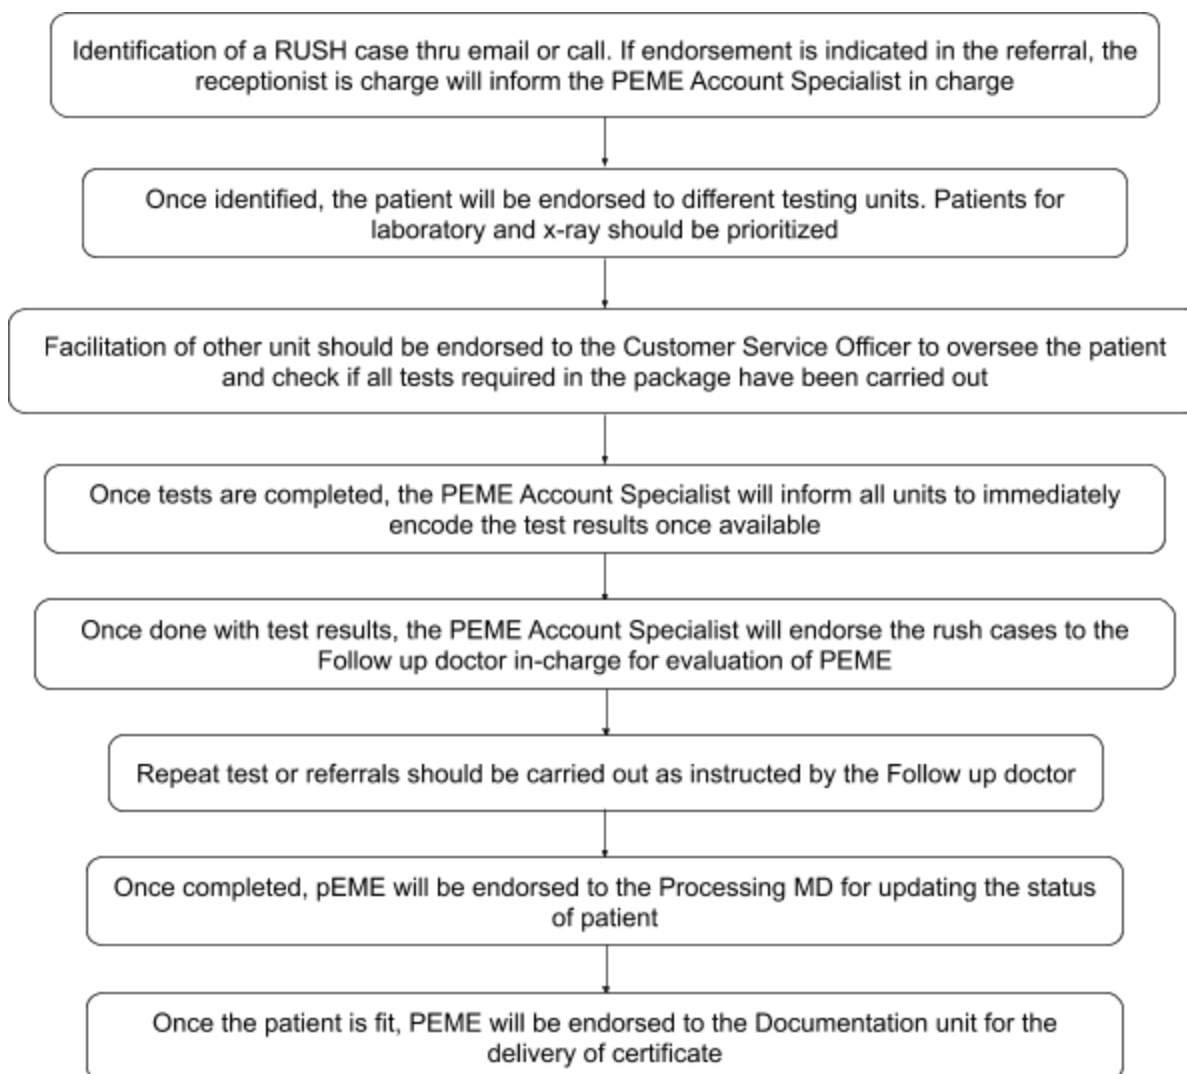 Identification of a RUSH case thru email or call. If endorsement is indicated in the referral, the
receptionist is charge will inform the PEME Account Specialist in charge
Once identified, the patient will be endorsed to different testing units. Patients for
laboratory and x-ray should be prioritized
Facilitation of other unit should be endorsed to the Customer Service Officer to oversee the patient
and check if all tests required in the package have been carried out
Once tests are completed, the PEME Account Specialist will inform all units to immediately
encode the test results once available
Once done with test results, the PEME Account Specialist will endorse the rush cases to the
Follow up doctor in-charge for evaluation of PEME
Repeat test or referrals should be carried out as instructed by the Follow up doctor
Once completed, pEME will be endorsed to the Processing MD for updating the status
of patient
Once the patient is fit, PEME will be endorsed to the Documentation unit for the
delivery of certificate